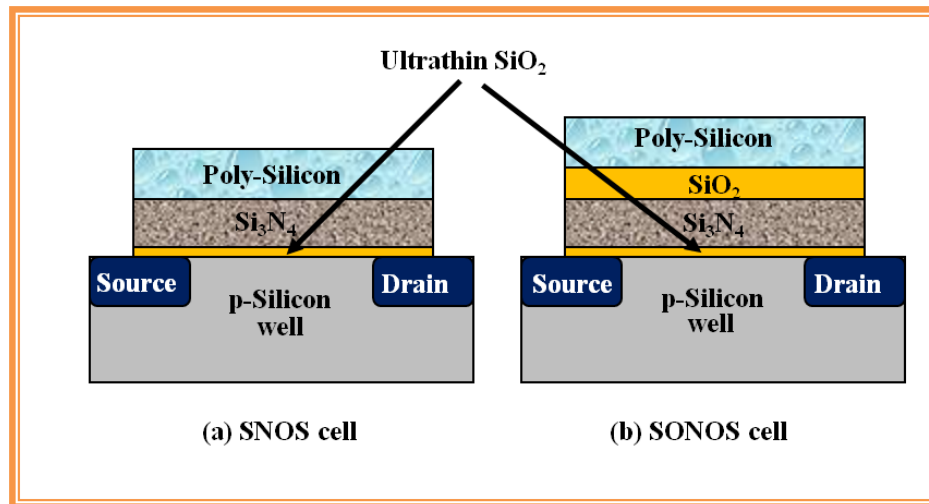 Ultrathin SiO₂
Poly-Silicon
Si₃N₄
Source
Drain
p-Silicon
well
(a) SNOS cell
Poly-Silicon
SiO₂
Si₃N₄
Source
Drain
p-Silicon
well
(b) SONOS cell